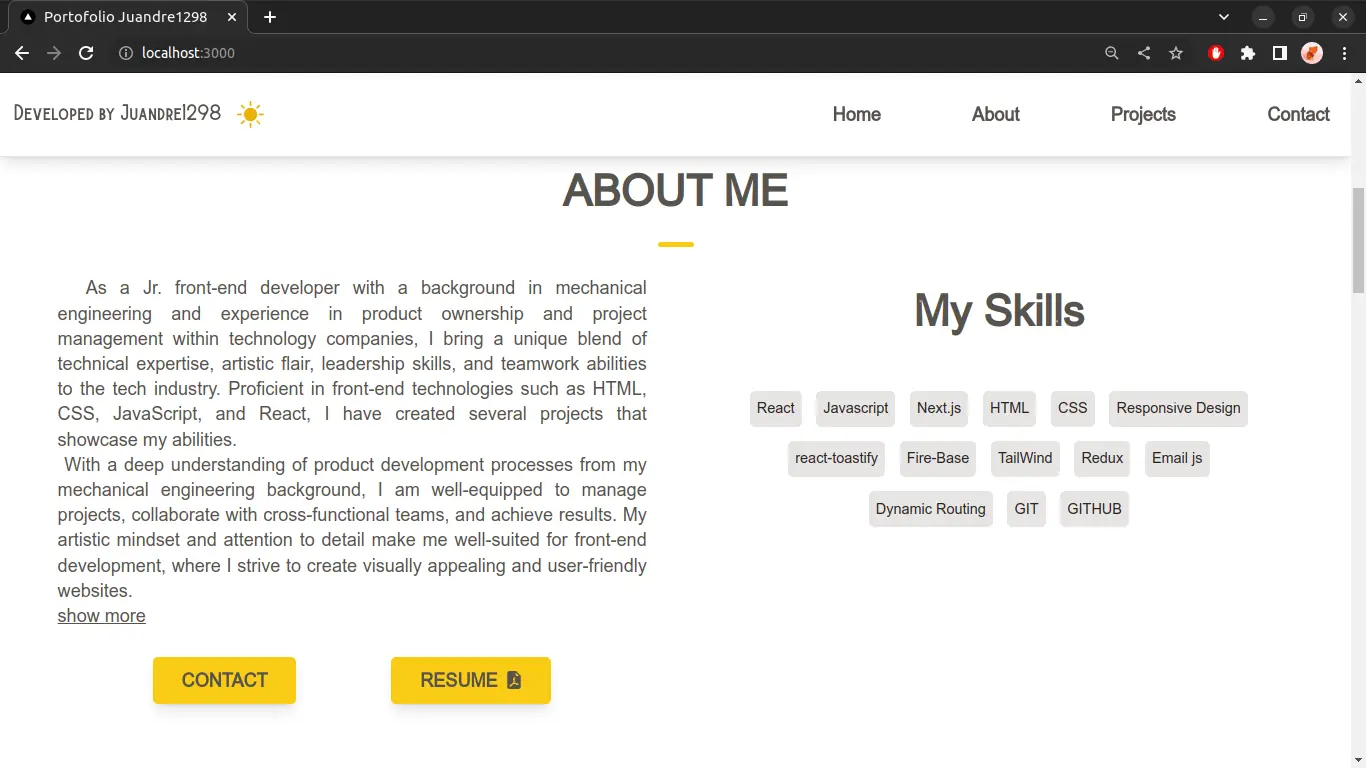 Portofolio Juandre1298
localhost:3000
Developed by Juandre1298
Home About Projects Contact
ABOUT ME
As a Jr. front-end developer with a background in mechanical
engineering and experience in product ownership and project
management within technology companies, I bring a unique blend of
technical expertise, artistic flair, leadership skills, and teamwork abilities
to the tech industry. Proficient in front-end technologies such as HTML,
CSS, JavaScript, and React, I have created several projects that
showcase my abilities.
With a deep understanding of product development processes from my
mechanical engineering background, I am well-equipped to manage
projects, collaborate with cross-functional teams, and achieve results. My
artistic mindset and attention to detail make me well-suited for front-end
development, where I strive to create visually appealing and user-friendly
websites.
show more
CONTACT RESUME
My Skills
React Javascript Next.js HTML CSS Responsive Design
react-toastify Fire-Base TailWind Redux Email js
Dynamic Routing GIT GITHUB